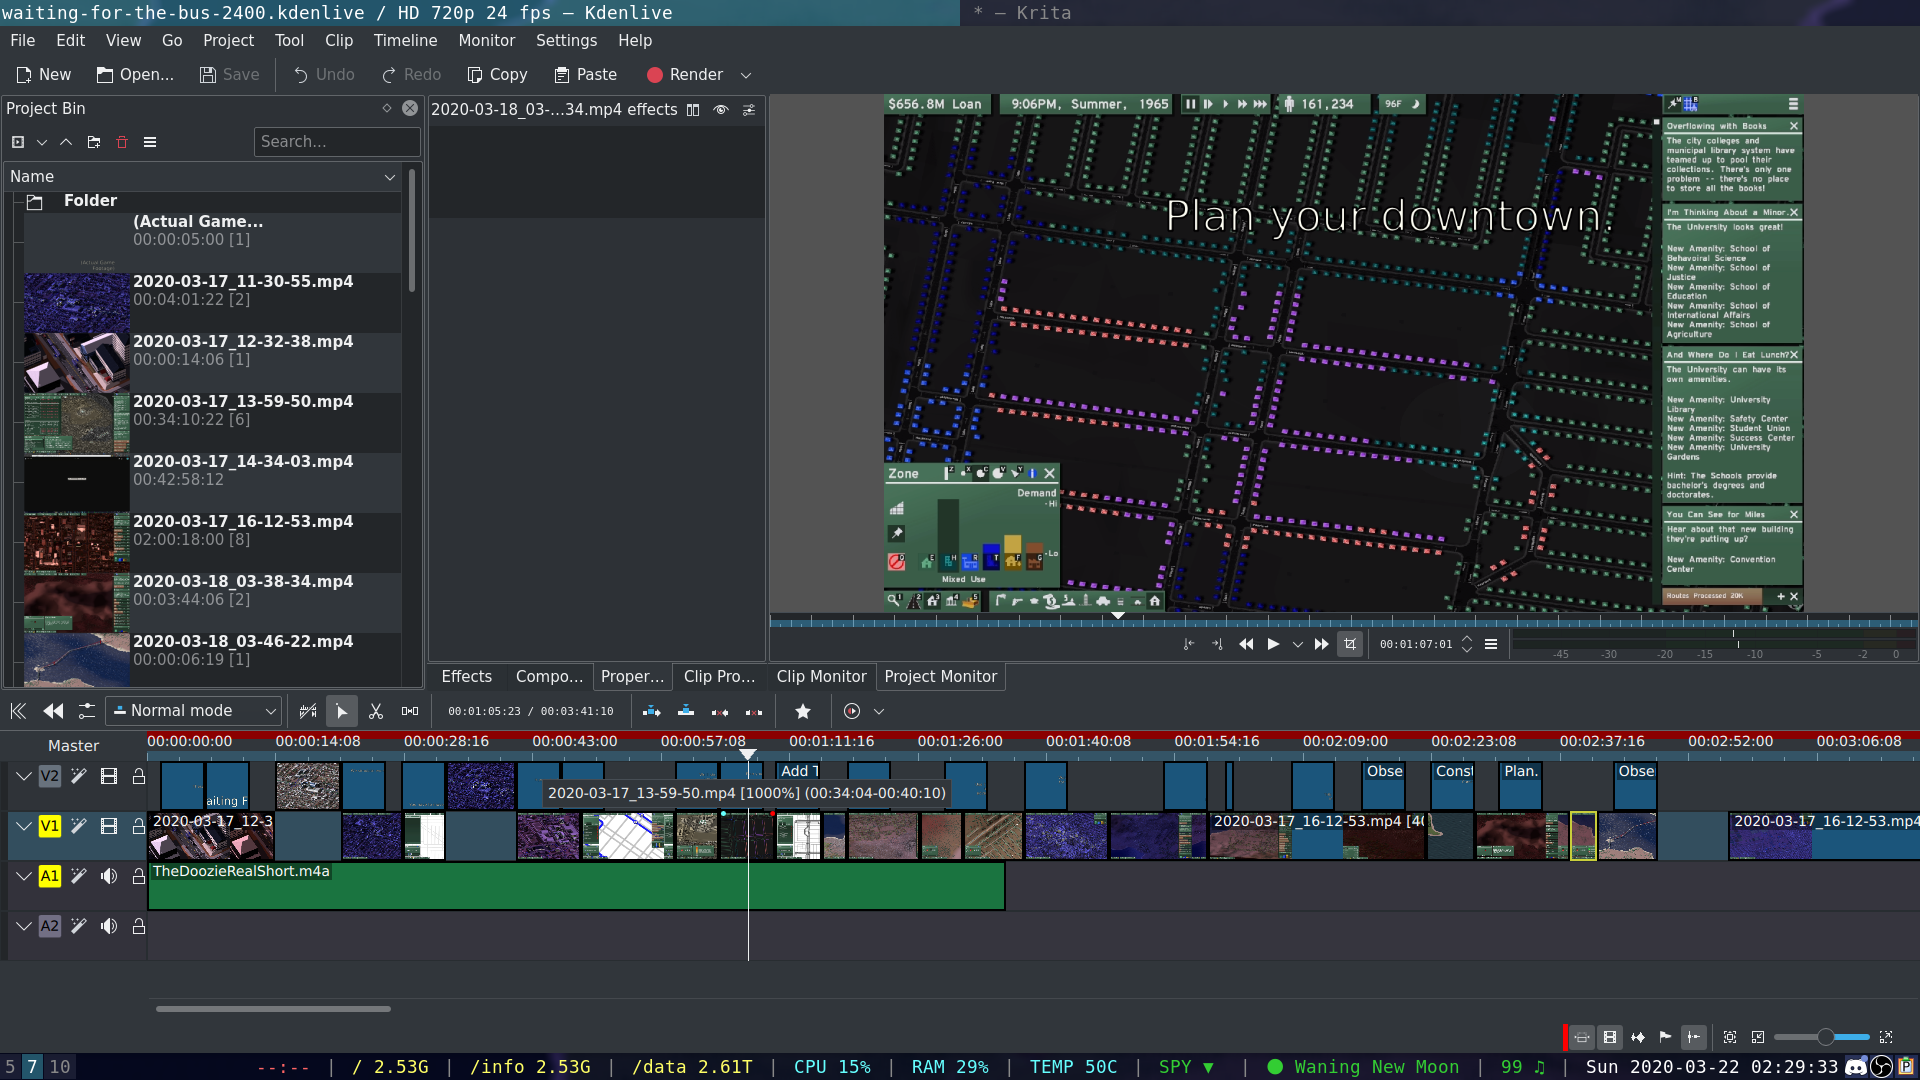 waiting-for-the-bus-2400.kdenlive / HD 720p 24 fps — Kdenlive
* — Krita
File Edit View Go Project Tool Clip Timeline Monitor Settings Help
New Open... Save Undo Redo Copy Paste Render
Project Bin
Search...
Name
Folder
(Actual Game...
00:00:05:00 [1]
2020-03-17_11-30-55.mp4
00:04:01:22 [2]
2020-03-17_12-32-38.mp4
00:00:14:06 [1]
2020-03-17_13-59-50.mp4
00:34:10:22 [6]
2020-03-17_14-34-03.mp4
00:42:58:12
2020-03-17_16-12-53.mp4
02:00:18:00 [8]
2020-03-18_03-38-34.mp4
00:03:44:06 [2]
2020-03-18_03-46-22.mp4
00:00:06:19 [1]
2020-03-18_03-...34.mp4 effects
$656.8M Loan
9:06PM, Summer, 1965
161,234
96F
Plan your downtown.
Overflowing with Books
The city colleges and
municipal library system have
teamed up to pool their
collections. There's only one
problem -- there's no place
to store all the books!
I'm Thinking About a Minor.
The University looks great!
New Amenity: School of
Behavoiral Science
New Amenity: School of
Justice
New Amenity: School of
Education
New Amenity: School of
International Affairs
New Amenity: School of
Agriculture
And Where Do I Eat Lunch?
The University can have its
own amenities.
New Amenity: University
Library
New Amenity: Safety Center
New Amenity: Student Union
New Amenity: Success Center
New Amenity: University
Gardens
Hint: The Schools provide
bachelor's degrees and
doctorates.
You Can See for Miles
Hear about that new building
they're putting up?
New Amenity: Convention
Center
Routes Processed 20K
Zone
Demand
-Hi
-Lo
Mixed Use
00:01:07:01
-45 -30 -20 -15 -10 -5 -2 0
Effects Compo... Proper... Clip Pro... Clip Monitor Project Monitor
Normal mode
00:01:05:23 / 00:03:41:10
Master
00:00:00:00 00:00:14:08 00:00:28:16 00:00:43:00 00:00:57:08 00:01:11:16 00:01:26:00 00:01:40:08 00:01:54:16 00:02:09:00 00:02:23:08 00:02:37:16 00:02:52:00 00:03:06:08
V2
aiting F
Add T
Obse
Const
Plan.
Obse
2020-03-17_13-59-50.mp4 [1000%] (00:34:04-00:40:10)
V1
2020-03-17_12-3
2020-03-17_16-12-53.mp4 [40
2020-03-17_16-12-53.mp4
A1
TheDoozieRealShort.m4a
A2
5 7 10
--:-- | / 2.53G | /info 2.53G | /data 2.61T | CPU 15% | RAM 29% | TEMP 50C | SPY ▼ | Waning New Moon | 99 ♫ | Sun 2020-03-22 02:29:33